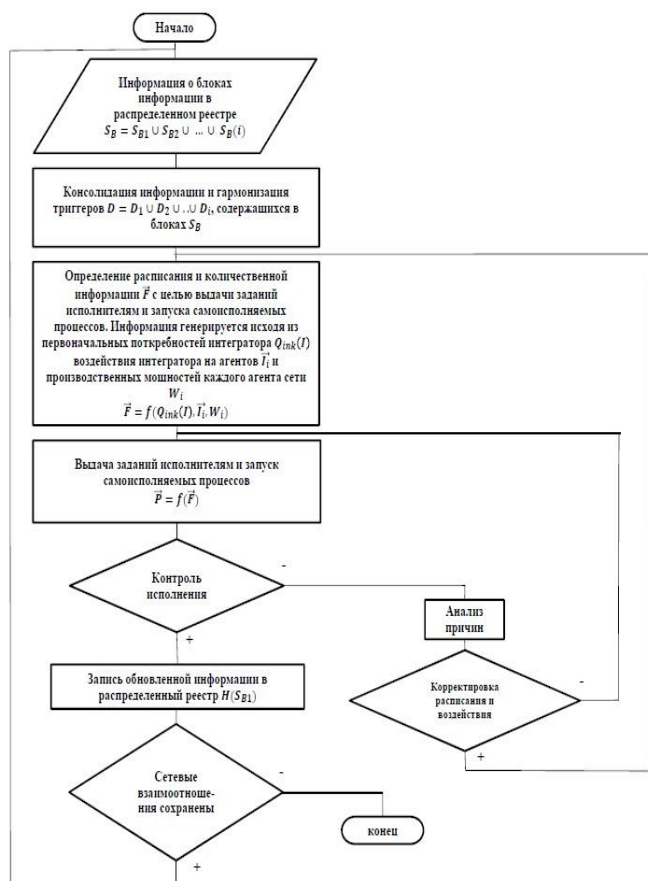 Начало
Информация о блоках
информации в
распределенном реестре
S_B = S_B1 ∪ S_B2 ∪ ... ∪ S_B(i)
Консолидация информации и гармонизация
триггеров D = D_1 ∪ D_2 ∪ ..∪ D_i, содержащихся в
блоках S_B
Определение расписания и количественной
информации F⃗ с целью выдачи заданий
исполнителям и запуска самоисполняемых
процессов. Информация генерируется исходя из
первоначальных поткребностей интегратора Q_ink(I)
воздействия интегратора на агентов I⃗_i и
производственных мощностей каждого агента сети
W_i
F⃗ = f(Q_ink(I), I⃗_i, W_i)
Выдача заданий исполнителям и запуск
самоисполняемых процессов
P⃗ = f(F⃗)
Контроль
исполнения
-
+
Анализ
причин
Запись обновленной информации в
распределенный реестр H(S_B1)
Корректировка
расписания и
воздействия
-
+
Сетевые
взаимоотноше-
ния сохранены
-
+
конец